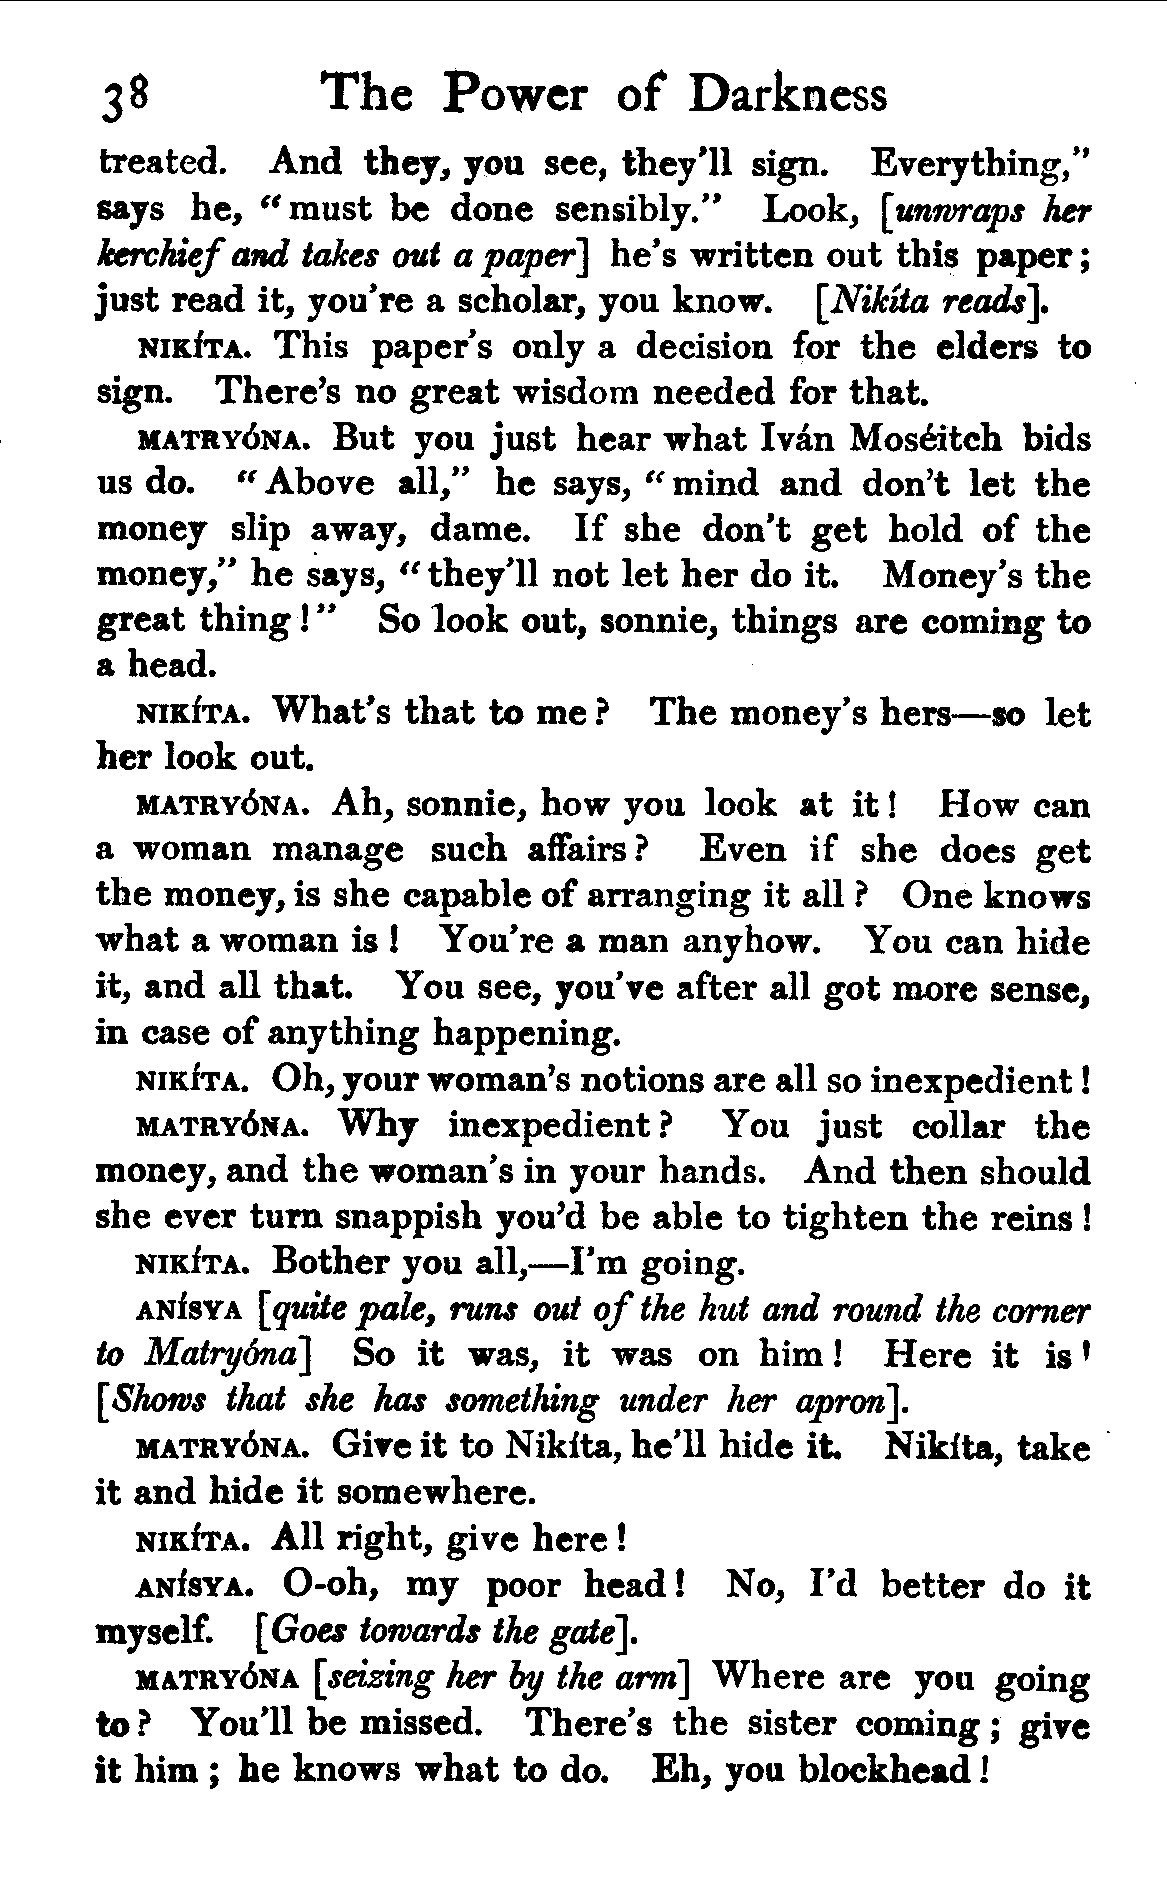 38 The Power of Darkness
treated. And they, you see, they'll sign. Everything,"
says he, "must be done sensibly." Look, [unwraps her
kerchief and takes out a paper] he's written out this paper;
just read it, you're a scholar, you know. [Nikíta reads].
NIKÍTA. This paper's only a decision for the elders to
sign. There's no great wisdom needed for that.
MATRYÓNA. But you just hear what Iván Moséitch bids
us do. "Above all," he says, "mind and don't let the
money slip away, dame. If she don't get hold of the
money," he says, "they'll not let her do it. Money's the
great thing!" So look out, sonnie, things are coming to
a head.
NIKÍTA. What's that to me? The money's hers—so let
her look out.
MATRYÓNA. Ah, sonnie, how you look at it! How can
a woman manage such affairs? Even if she does get
the money, is she capable of arranging it all? One knows
what a woman is! You're a man anyhow. You can hide
it, and all that. You see, you've after all got more sense,
in case of anything happening.
NIKÍTA. Oh, your woman's notions are all so inexpedient!
MATRYÓNA. Why inexpedient? You just collar the
money, and the woman's in your hands. And then should
she ever turn snappish you'd be able to tighten the reins!
NIKÍTA. Bother you all,—I'm going.
ANÍSYA [quite pale, runs out of the hut and round the corner
to Matryóna] So it was, it was on him! Here it is!
[Shows that she has something under her apron].
MATRYÓNA. Give it to Nikíta, he'll hide it. Nikíta, take
it and hide it somewhere.
NIKÍTA. All right, give here!
ANÍSYA. O-oh, my poor head! No, I'd better do it
myself. [Goes towards the gate].
MATRYÓNA [seizing her by the arm] Where are you going
to? You'll be missed. There's the sister coming; give
it him; he knows what to do. Eh, you blockhead!